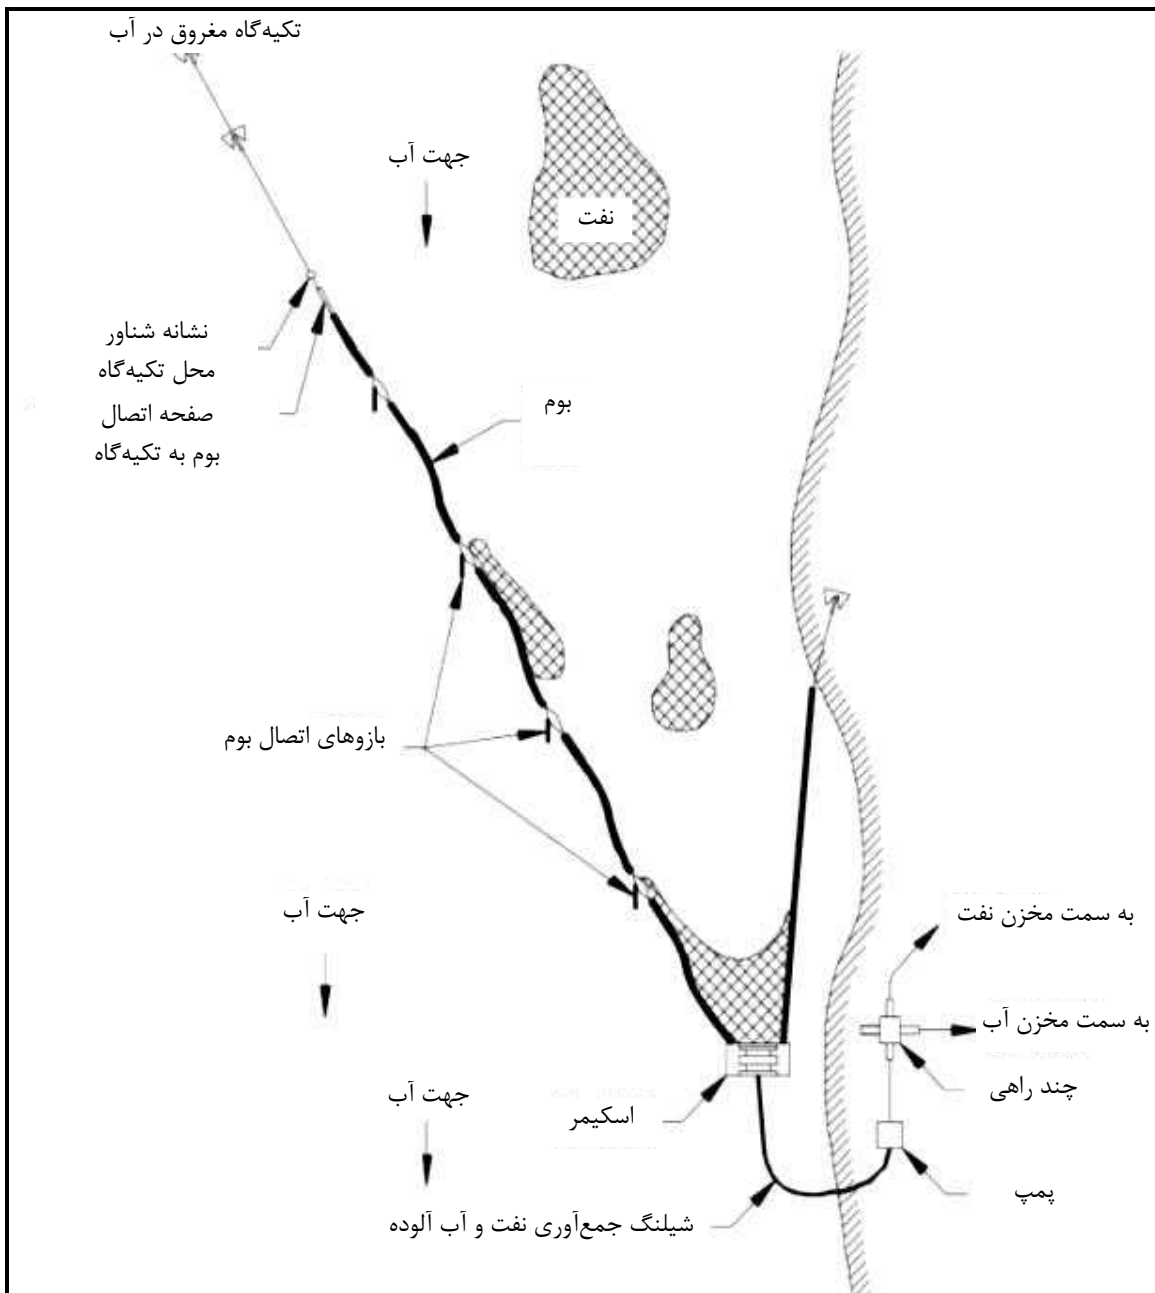 تکیه‌گاه مغروق در آب
جهت آب
نفت
نشانه شناور
محل تکیه‌گاه
صفحه اتصال
بوم به تکیه‌گاه
بوم
بازوهای اتصال بوم
جهت آب
به سمت مخزن نفت
به سمت مخزن آب
چند راهی
جهت آب
اسکیمر
پمپ
شیلنگ جمع‌آوری نفت و آب آلوده